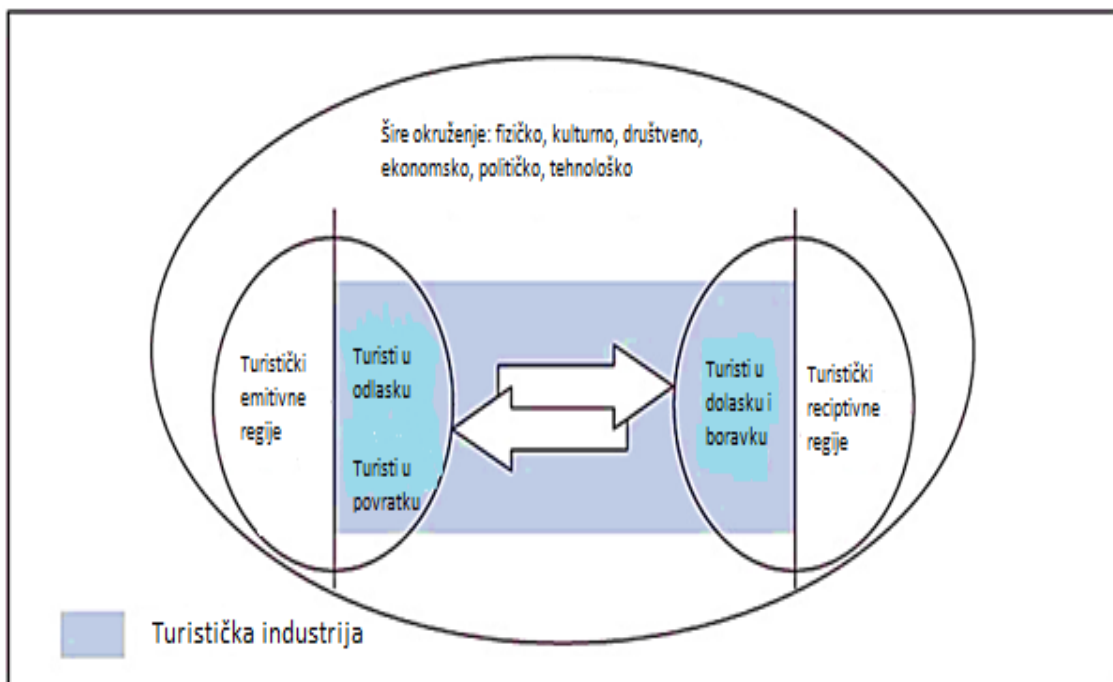 Šire okruženje: fizičko, kulturno, društveno,
ekonomsko, političko, tehnološko
Turistički
emitivne
regije
Turisti u
odlasku
Turisti u
povratku
Turisti u
dolasku i
boravku
Turistički
reciptivne
regije
Turistička industrija